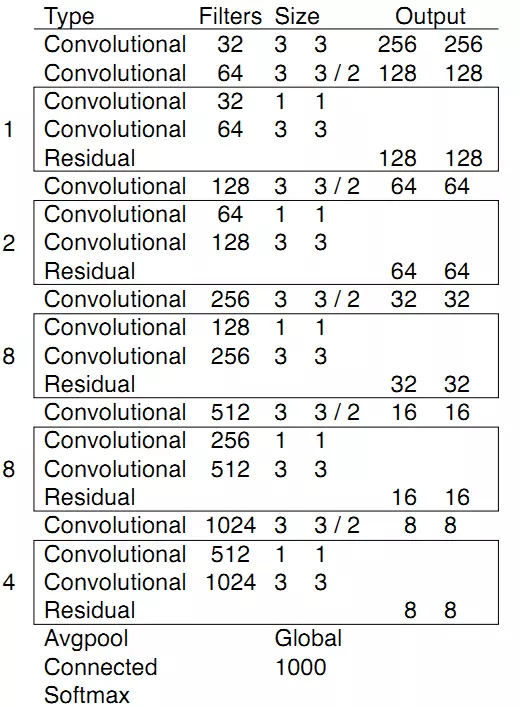 Type Filters Size Output
Convolutional 32 3 3 256 256
Convolutional 64 3 3 / 2 128 128
Convolutional 32 1 1
1 Convolutional 64 3 3
Residual 128 128
Convolutional 128 3 3 / 2 64 64
Convolutional 64 1 1
2 Convolutional 128 3 3
Residual 64 64
Convolutional 256 3 3 / 2 32 32
Convolutional 128 1 1
8 Convolutional 256 3 3
Residual 32 32
Convolutional 512 3 3 / 2 16 16
Convolutional 256 1 1
8 Convolutional 512 3 3
Residual 16 16
Convolutional 1024 3 3 / 2 8 8
Convolutional 512 1 1
4 Convolutional 1024 3 3
Residual 8 8
Avgpool Global
Connected 1000
Softmax